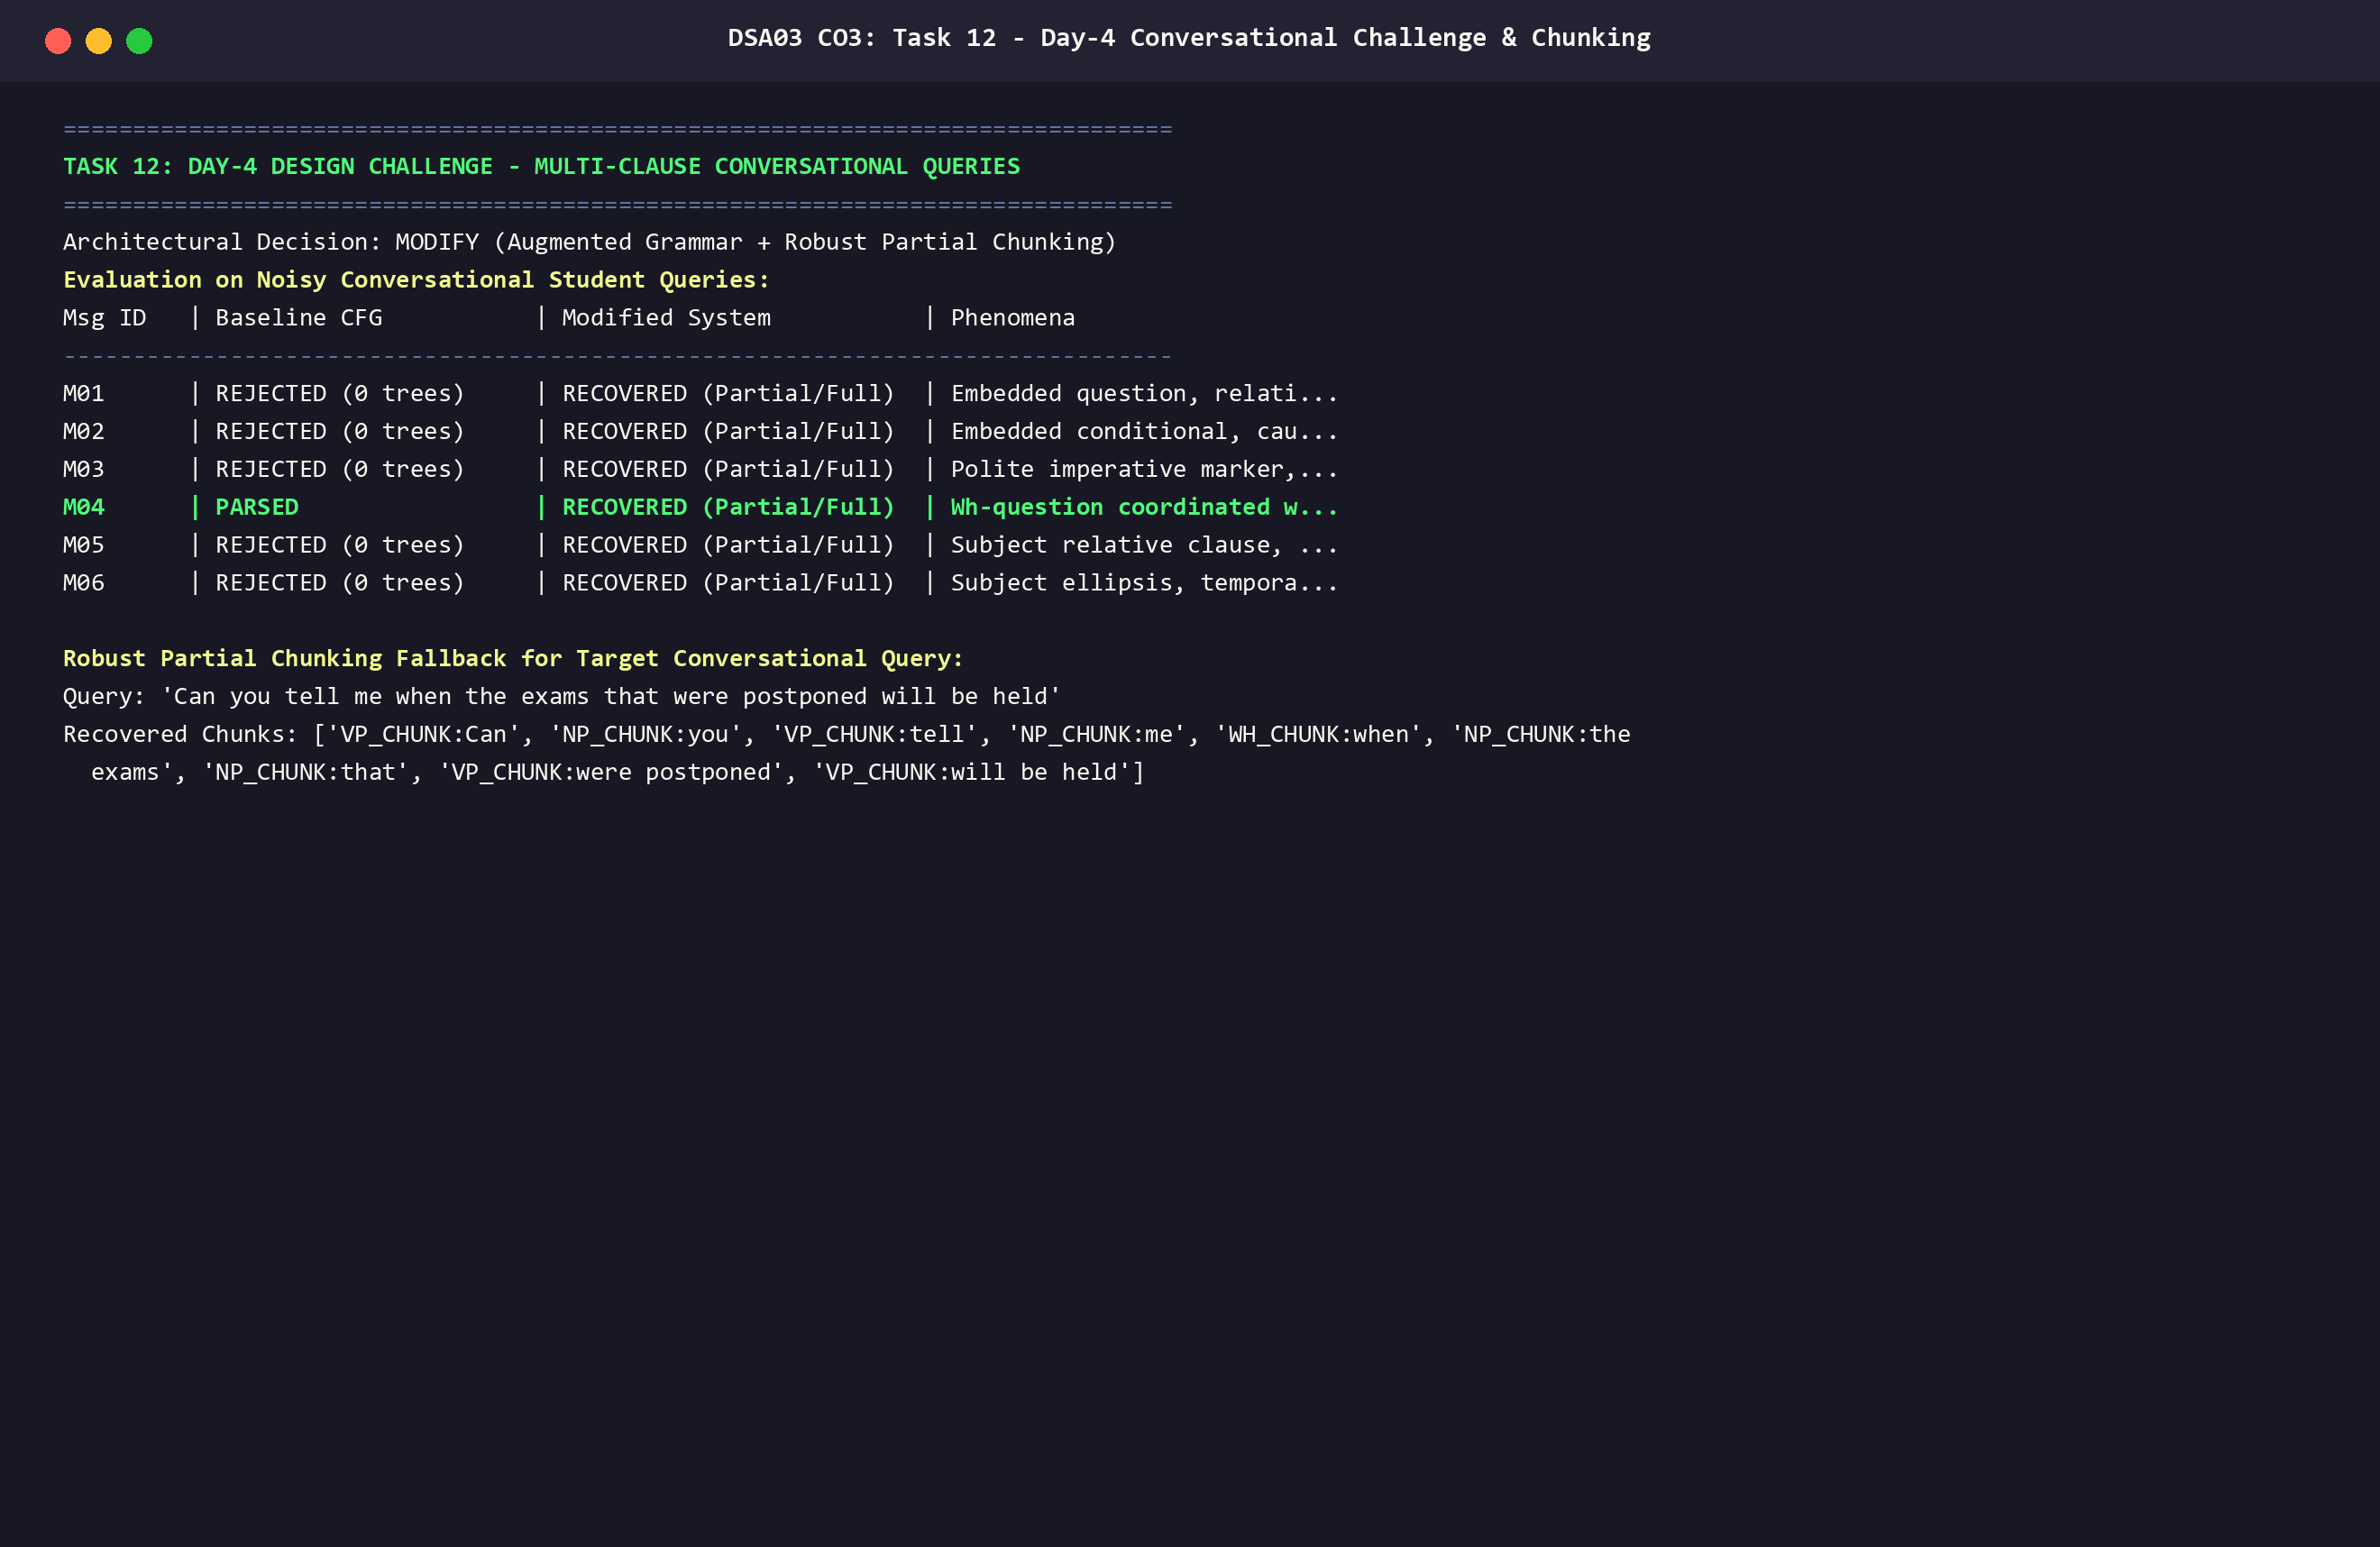 DSA03 CO3: Task 12 - Day-4 Conversational Challenge & Chunking
================================================================================
TASK 12: DAY-4 DESIGN CHALLENGE - MULTI-CLAUSE CONVERSATIONAL QUERIES
================================================================================
Architectural Decision: MODIFY (Augmented Grammar + Robust Partial Chunking)
Evaluation on Noisy Conversational Student Queries:
Msg ID   | Baseline CFG           | Modified System           | Phenomena
--------------------------------------------------------------------------------
M01      | REJECTED (0 trees)     | RECOVERED (Partial/Full)  | Embedded question, relati...
M02      | REJECTED (0 trees)     | RECOVERED (Partial/Full)  | Embedded conditional, cau...
M03      | REJECTED (0 trees)     | RECOVERED (Partial/Full)  | Polite imperative marker,...
M04      | PARSED                 | RECOVERED (Partial/Full)  | Wh-question coordinated w...
M05      | REJECTED (0 trees)     | RECOVERED (Partial/Full)  | Subject relative clause, ...
M06      | REJECTED (0 trees)     | RECOVERED (Partial/Full)  | Subject ellipsis, tempora...
Robust Partial Chunking Fallback for Target Conversational Query:
Query: 'Can you tell me when the exams that were postponed will be held'
Recovered Chunks: ['VP_CHUNK:Can', 'NP_CHUNK:you', 'VP_CHUNK:tell', 'NP_CHUNK:me', 'WH_CHUNK:when', 'NP_CHUNK:the
  exams', 'NP_CHUNK:that', 'VP_CHUNK:were postponed', 'VP_CHUNK:will be held']